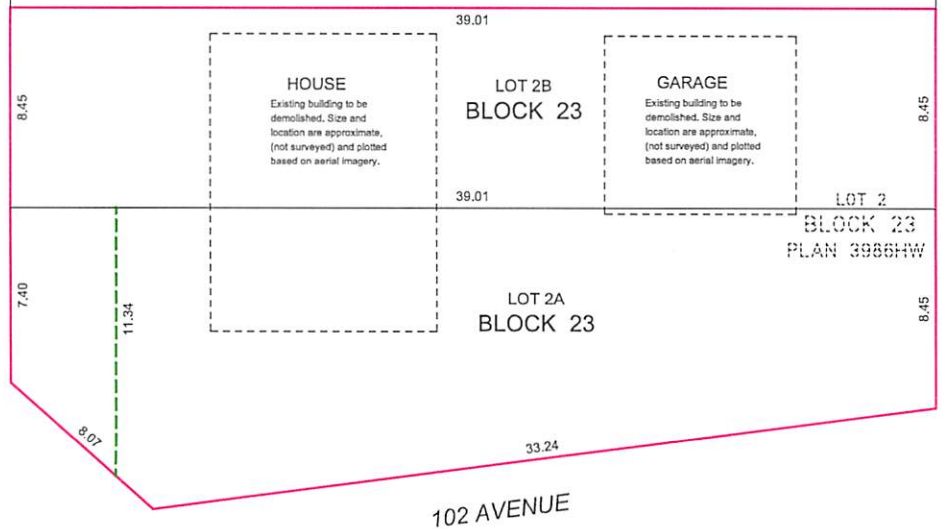 39.01
8.45
HOUSE
Existing building to be
demolished. Size and
location are approximate,
(not surveyed) and plotted
based on aerial imagery.
LOT 2B
BLOCK 23
GARAGE
Existing building to be
demolished. Size and
location are approximate,
(not surveyed) and plotted
based on aerial imagery.
8.45
39.01
LOT 2
BLOCK 23
PLAN 3986HW
7.40
11.34
LOT 2A
BLOCK 23
8.45
8.07
33.24
102 AVENUE